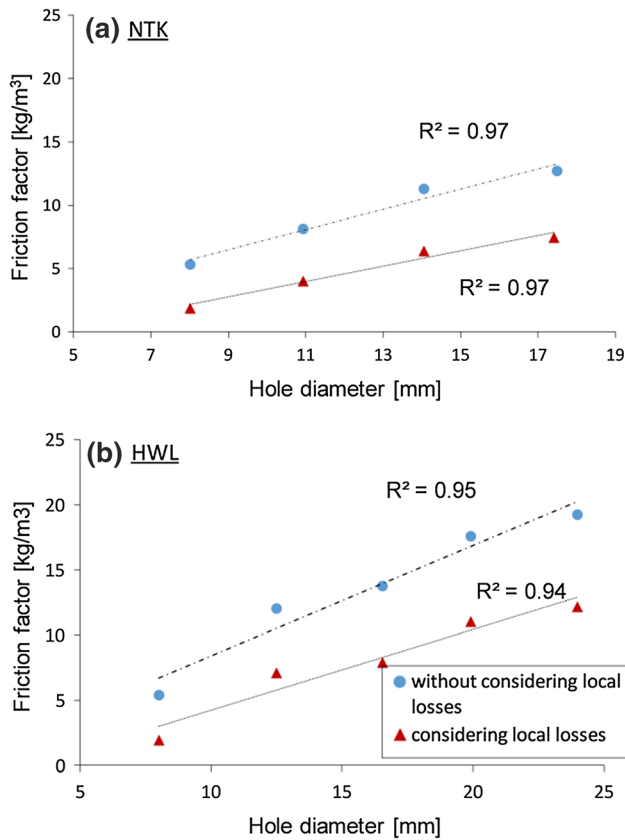 (a) NTK
Friction factor [kg/m³]
25
20
15
10
5
0
R² = 0.97
R² = 0.97
5 7 9 11 13 15 17 19
Hole diameter [mm]
(b) HWL
Friction factor [kg/m3]
25
20
15
10
5
0
R² = 0.95
R² = 0.94
without considering local
losses
considering local losses
5 10 15 20 25
Hole diameter [mm]